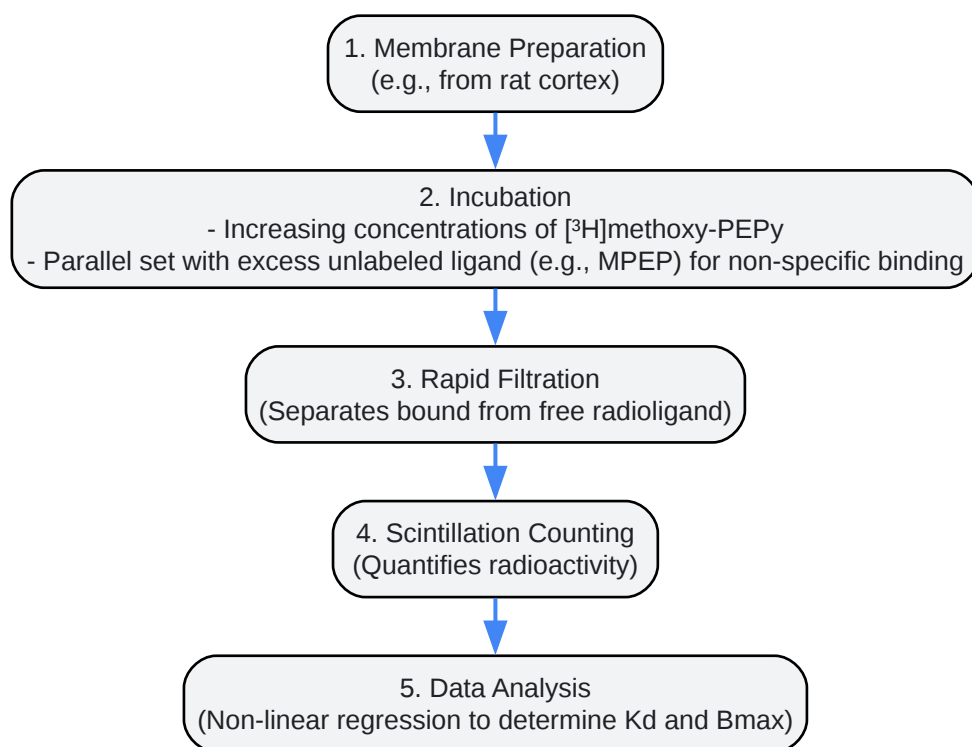 1. Membrane Preparation
(e.g., from rat cortex)
2. Incubation
- Increasing concentrations of [³H]methoxy-PEPy
- Parallel set with excess unlabeled ligand (e.g., MPEP) for non-specific binding
3. Rapid Filtration
(Separates bound from free radioligand)
4. Scintillation Counting
(Quantifies radioactivity)
5. Data Analysis
(Non-linear regression to determine Kd and Bmax)